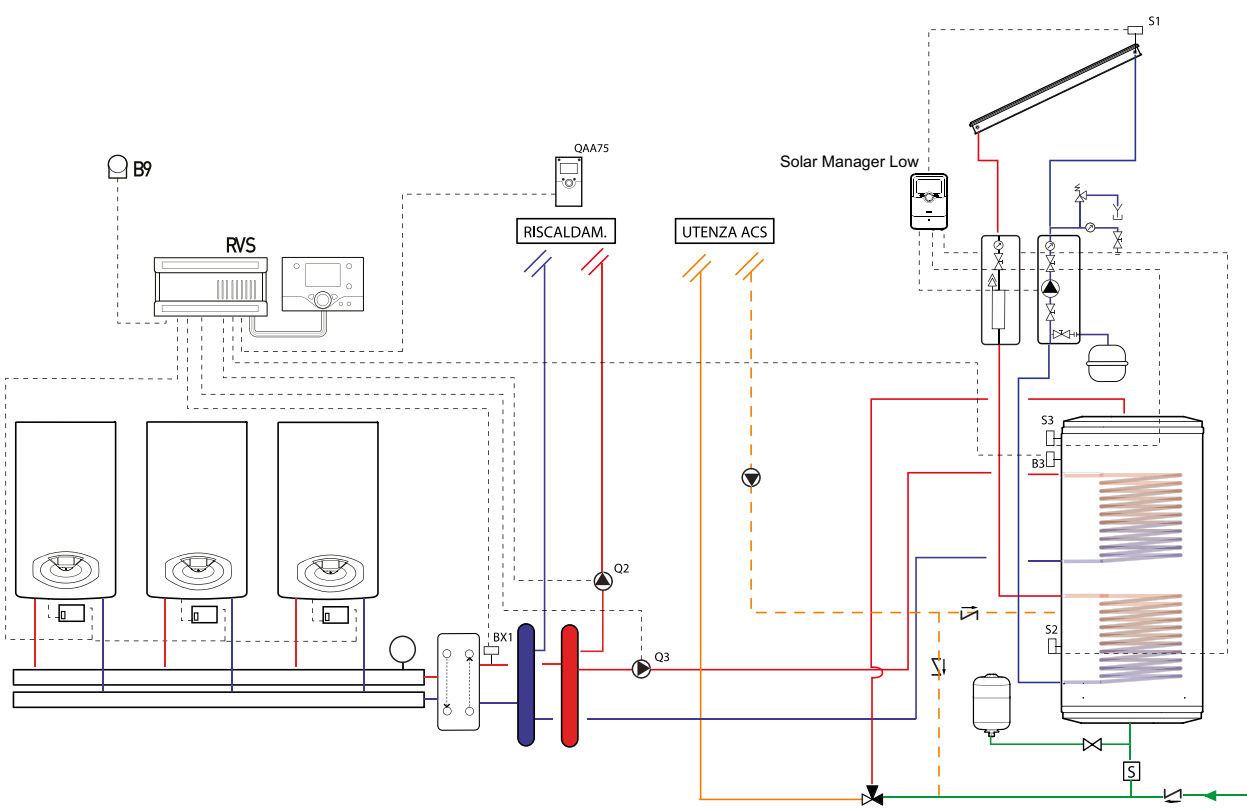 S1
QAA75
Solar Manager Low
B9
RISCALDAM.
UTENZA ACS
RVS
S3
B3
Q2
S2
BX1
Q3
S